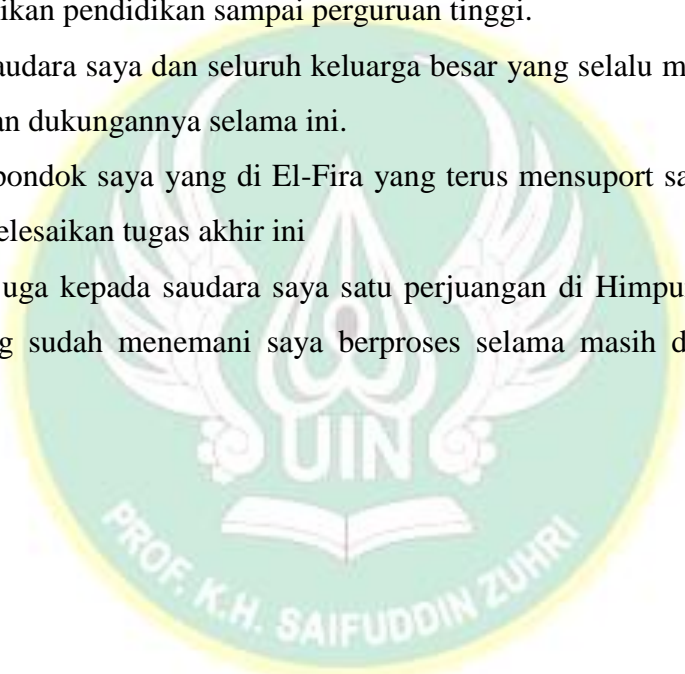 ikan pendidikan sampai perguruan tinggi.
audara saya dan seluruh keluarga besar yang selalu m
an dukungannya selama ini.
pondok saya yang di El-Fira yang terus mensuport sa
elesaikan tugas akhir ini
uga kepada saudara saya satu perjuangan di Himpu
g sudah menemani saya berproses selama masih d
UIN
PROF. K.H. SAIFUDDIN ZUHRI